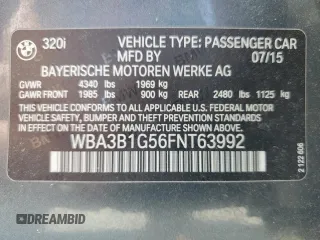 320i VEHICLE TYPE: PASSENGER CAR
MFD BY 07/15
BAYERISCHE MOTOREN WERKE AG
GVWR 4340 lbs 1969 kg
GAWR FRONT 1985 lbs 900 kg REAR 2480 lbs 1125 kg
THIS VEHICLE CONFORMS TO ALL APPLICABLE
FEDERAL MOTOR VEHICLE SAFETY, BUMPER, AND
THEFT PREVENTION STANDARDS IN EFFECT ON
THE DATE OF MANUFACTURE SHOWN ABOVE.
WBA3B1G56FNT63992
2 122 606
DREAMBID